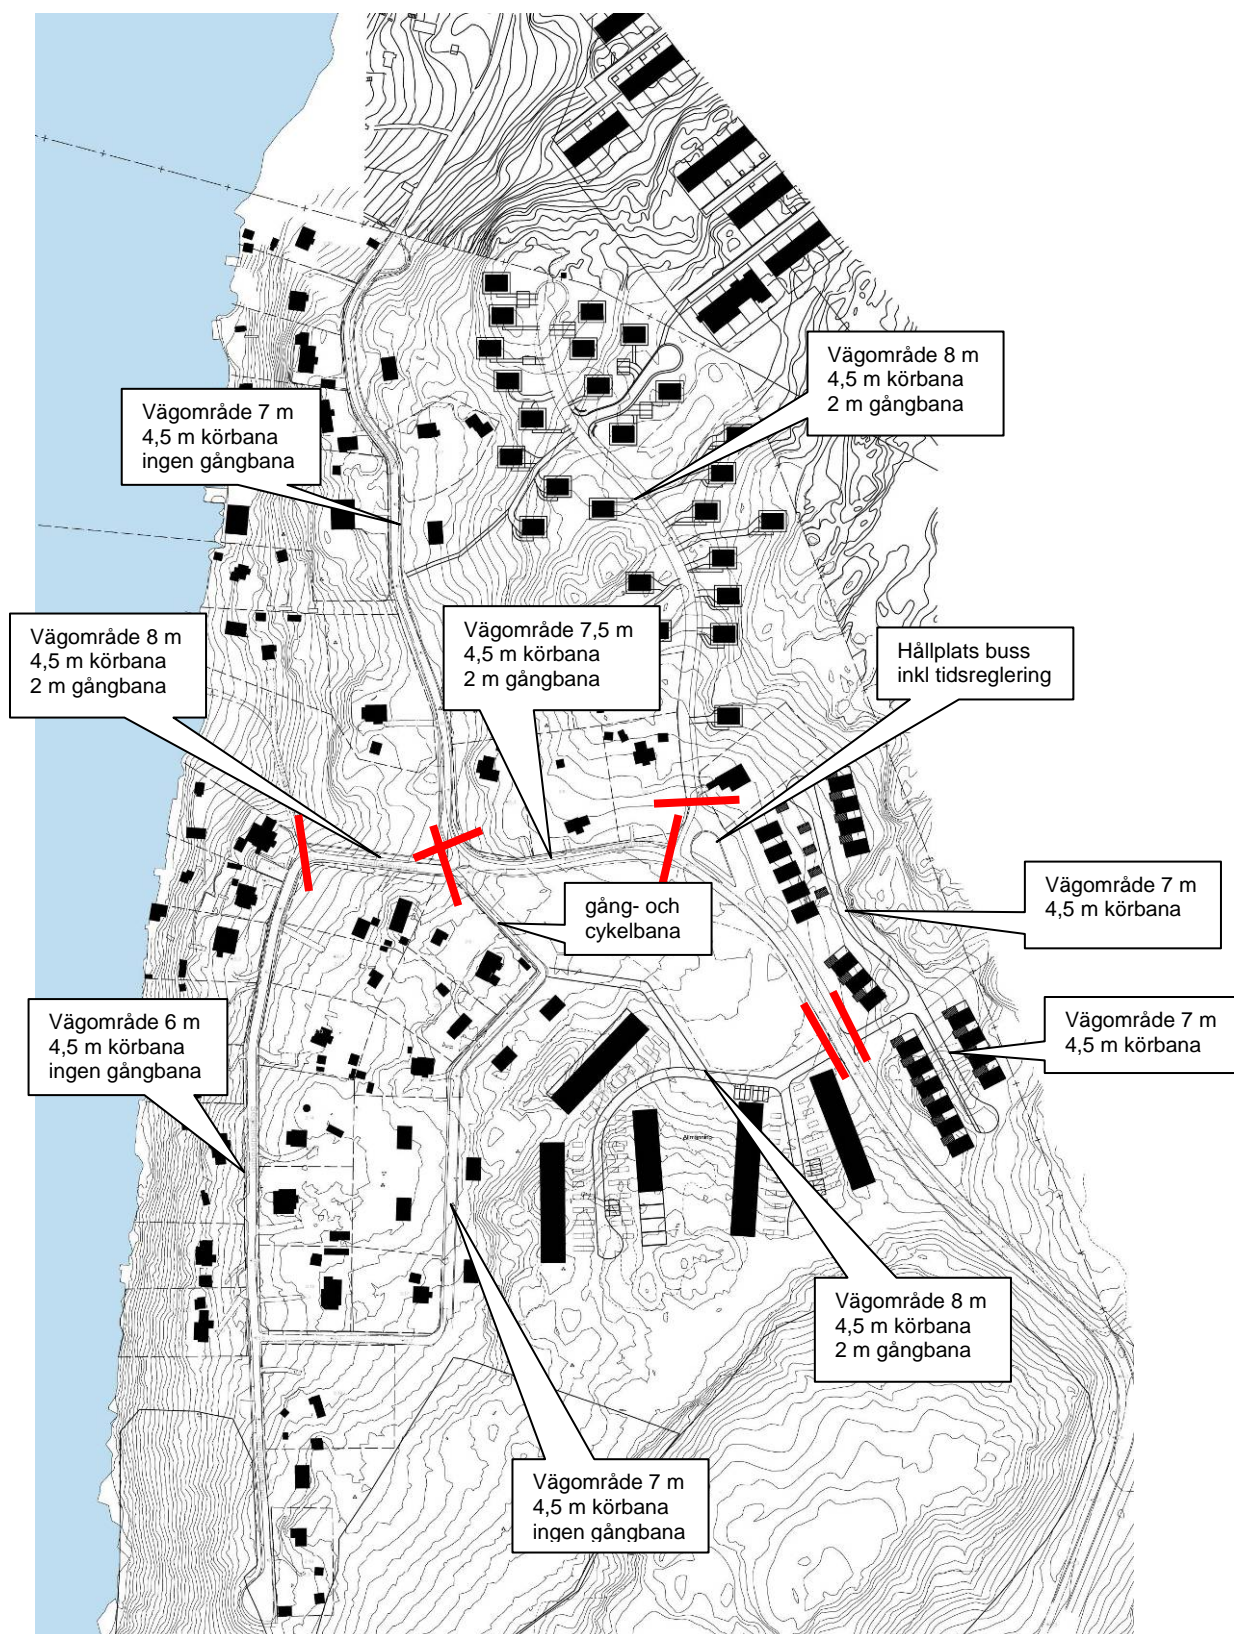 Vägområde 8 m
4,5 m körbana
2 m gångbana
Vägområde 7 m
4,5 m körbana
ingen gångbana
Vägområde 8 m
4,5 m körbana
2 m gångbana
Vägområde 7,5 m
4,5 m körbana
2 m gångbana
Hållplats buss
inkl tidsreglering
gång- och
cykelbana
Vägområde 7 m
4,5 m körbana
Vägområde 6 m
4,5 m körbana
ingen gångbana
Vägområde 7 m
4,5 m körbana
Vägområde 8 m
4,5 m körbana
2 m gångbana
Vägområde 7 m
4,5 m körbana
ingen gångbana